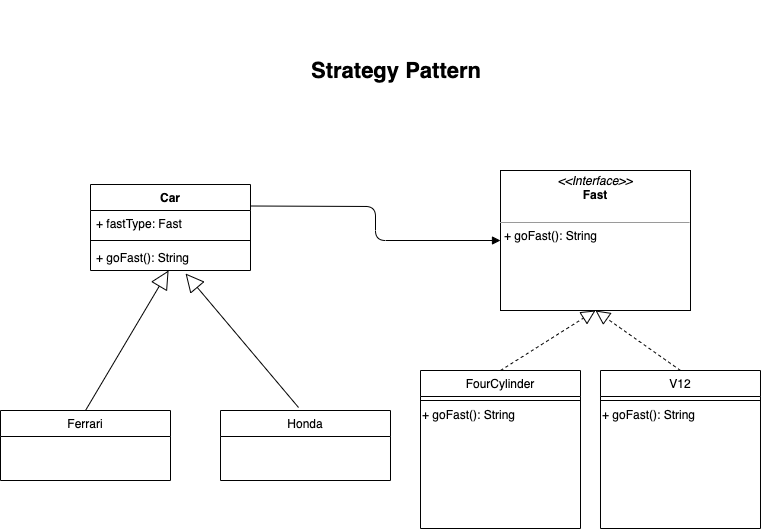 Strategy Pattern
Car
+ fastType: Fast
+ goFast(): String
<<Interface>>
Fast
+ goFast(): String
Ferrari
Honda
FourCylinder
+ goFast(): String
V12
+ goFast(): String